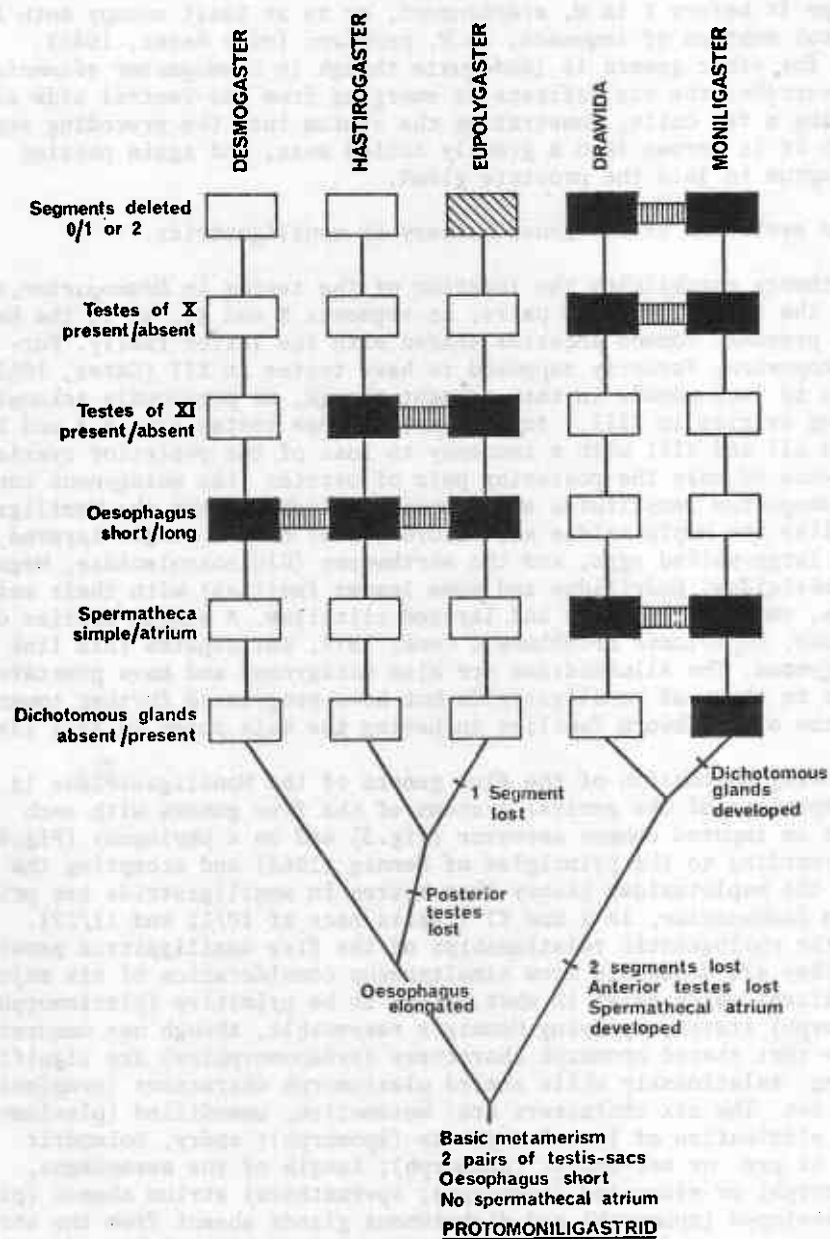 DESMOGASTER
HASTIROGASTER
EUPOLYGASTER
DRAWIDA
MONILIGASTER
Segments deleted
0/1 or 2
Testes of X
present/absent
Testes of XI
present/absent
Oesophagus
short/long
Spermatheca
simple/atrium
Dichotomous glands
absent/present
1 Segment
lost
Dichotomous
glands
developed
Posterior
testes
lost
Oesophagus
elongated
2 segments lost
Anterior testes lost
Spermathecal atrium
developed
Basic metamerism
2 pairs of testis-sacs
Oesophagus short
No spermathecal atrium
PROTOMONILIGASTRID